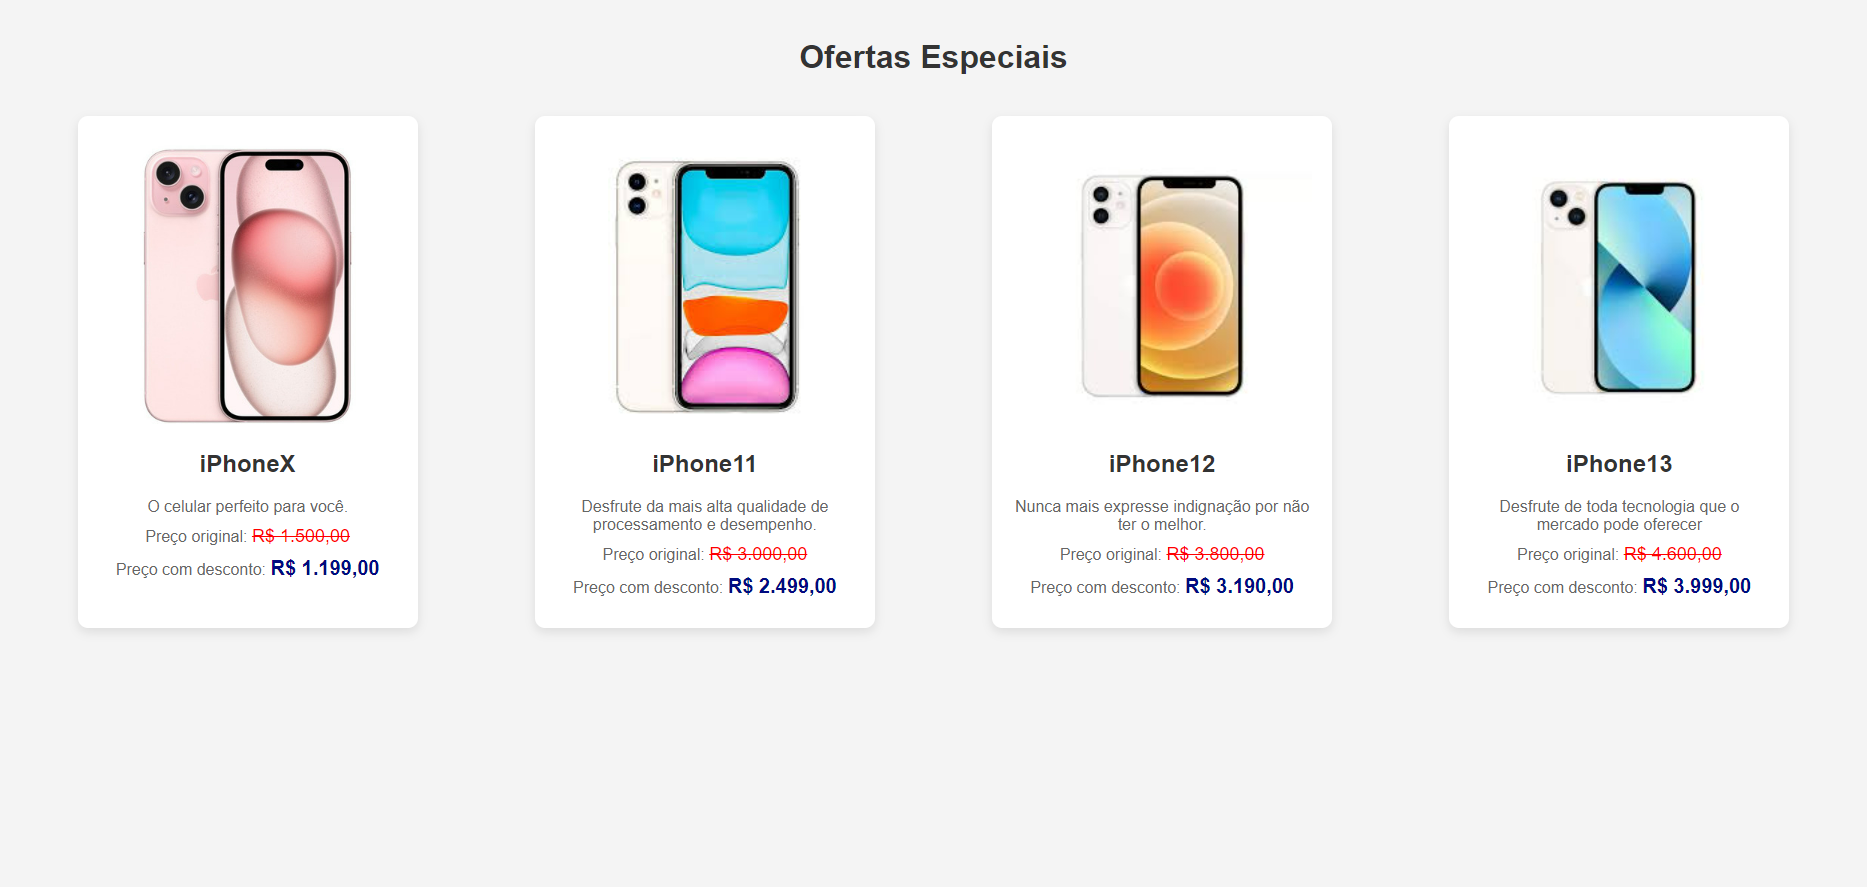 Ofertas Especiais
iPhoneX
O celular perfeito para você.
Preço original: R$ 1.500,00
Preço com desconto: R$ 1.199,00
iPhone11
Desfrute da mais alta qualidade de
processamento e desempenho.
Preço original: R$ 3.000,00
Preço com desconto: R$ 2.499,00
iPhone12
Nunca mais expresse indignação por não
ter o melhor.
Preço original: R$ 3.800,00
Preço com desconto: R$ 3.190,00
iPhone13
Desfrute de toda tecnologia que o
mercado pode oferecer
Preço original: R$ 4.600,00
Preço com desconto: R$ 3.999,00